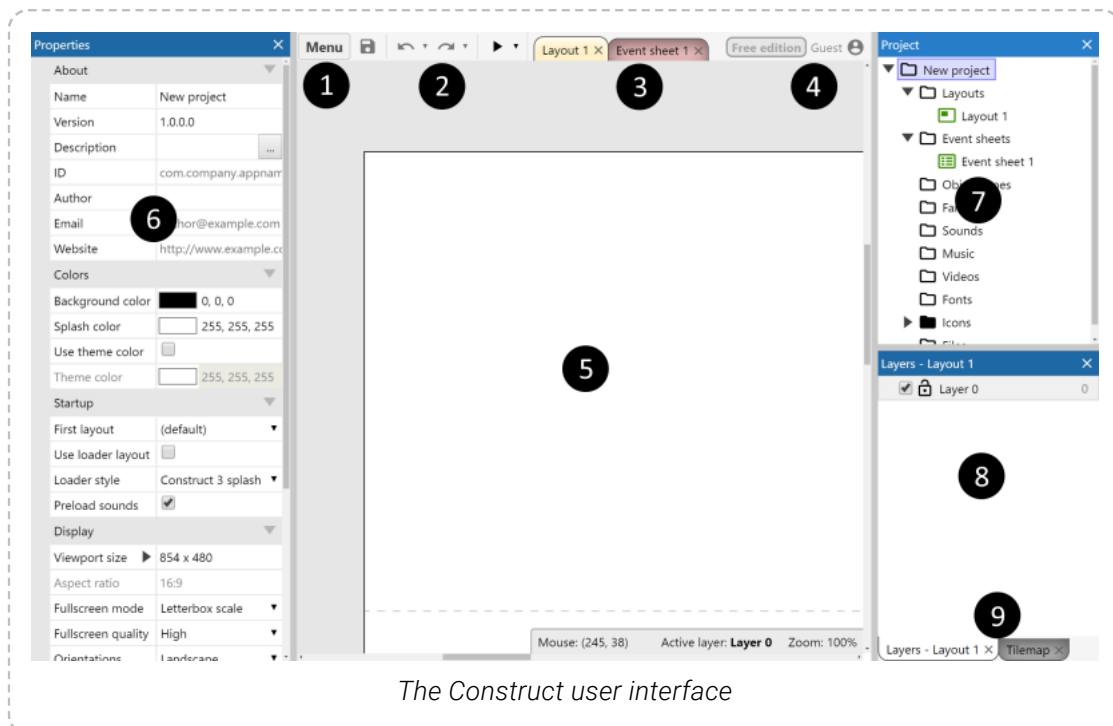 Properties
About
Name New project
Version 1.0.0.0
Description ...
ID com.company.appnam
Author
Email hor@example.com
Website http://www.example.co
Colors
Background color 0, 0, 0
Splash color 255, 255, 255
Use theme color
Theme color 255, 255, 255
Startup
First layout (default)
Use loader layout
Loader style Construct 3 splash
Preload sounds
Display
Viewport size 854 x 480
Aspect ratio 16:9
Fullscreen mode Letterbox scale
Fullscreen quality High
Orientations Landscape
6
Menu Layout 1 Event sheet 1 Free edition Guest
1 2 3 4
5
Mouse: (245, 38) Active layer: Layer 0 Zoom: 100%
Project
New project
Layouts
Layout 1
Event sheets
Event sheet 1
Sounds
Music
Videos
Fonts
Icons
7
Layers - Layout 1
Layer 0 0
8
9
Layers - Layout 1 Tilemap
The Construct user interface